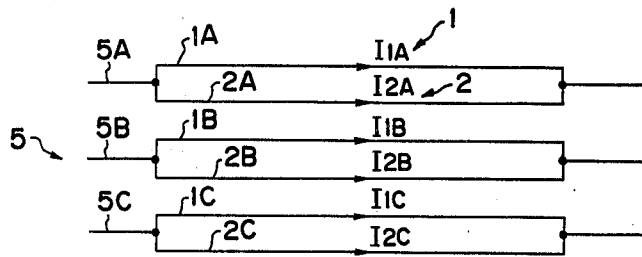 1
1A I1A
5A
2A I2A 2
1B I1B
5B
5
2B I2B
1C I1C
5C
2C I2C